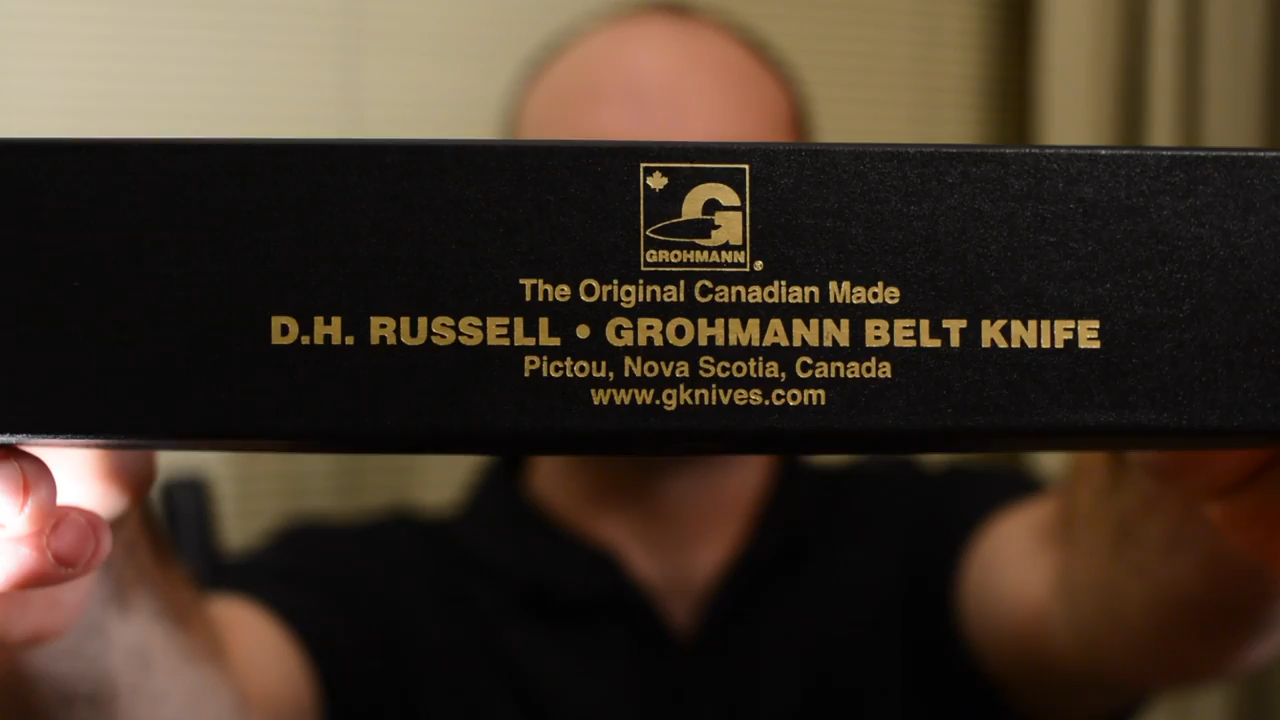 G
GROHMANN ®
The Original Canadian Made
D.H. RUSSELL • GROHMANN BELT KNIFE
Pictou, Nova Scotia, Canada
www.gknives.com